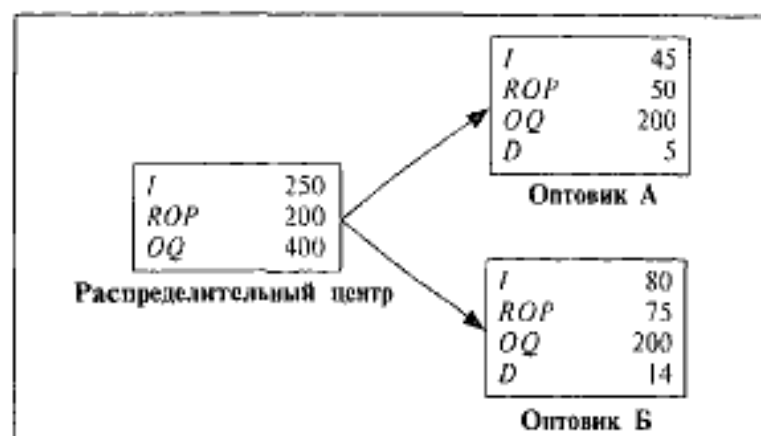 I 45
ROP 50
OQ 200
D 5
Оптовик А
I 250
ROP 200
OQ 400
Распределительный центр
I 80
ROP 75
OQ 200
D 14
Оптовик Б